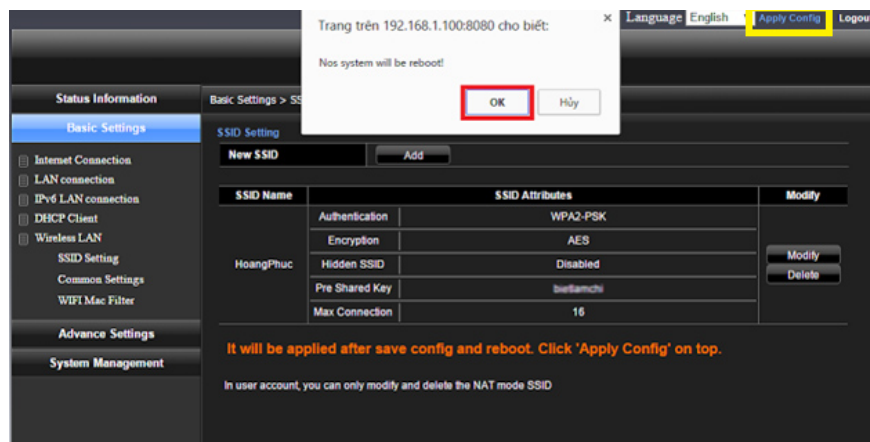 Language English Apply Config Logou
Trang trên 192.168.1.100:8080 cho biết: ×
Nos system will be reboot!
OK Hủy
Status Information
Basic Settings
Internet Connection
LAN connection
IPv6 LAN connection
DHCP Client
Wireless LAN
SSID Setting
Common Settings
WIFI Mac Filter
Advance Settings
System Management
Basic Settings > SS
SSID Setting
New SSID Add
SSID Name SSID Attributes Modify
HoangPhuc
Authentication WPA2-PSK
Encryption AES
Hidden SSID Disabled
Pre Shared Key
Max Connection 16
Modify
Delete
It will be applied after save config and reboot. Click 'Apply Config' on top.
In user account, you can only modify and delete the NAT mode SSID